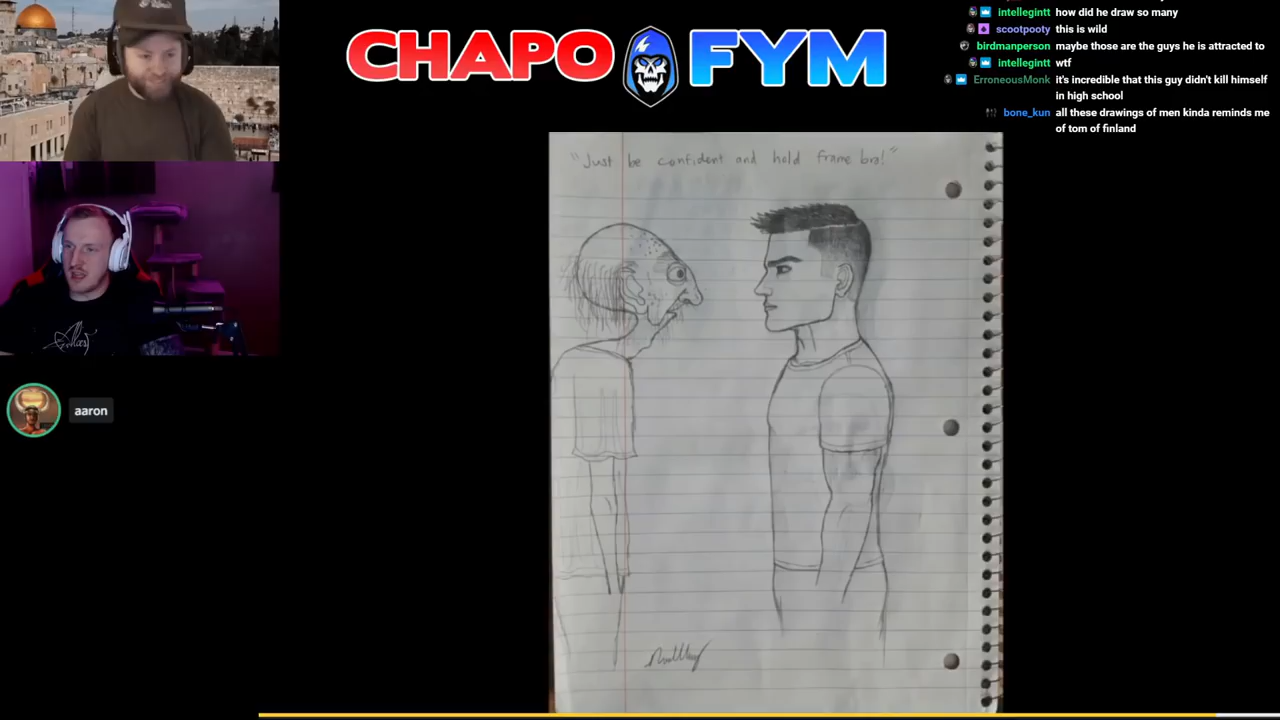 CHAPO FYM
intellegintt how did he draw so many
scootpooty this is wild
birdmanperson maybe those are the guys he is attracted to
intellegintt wtf
ErroneousMonk it's incredible that this guy didn't kill himself
in high school
bone_kun all these drawings of men kinda reminds me
of tom of finland
"Just be confident and hold frame bro!"
aaron